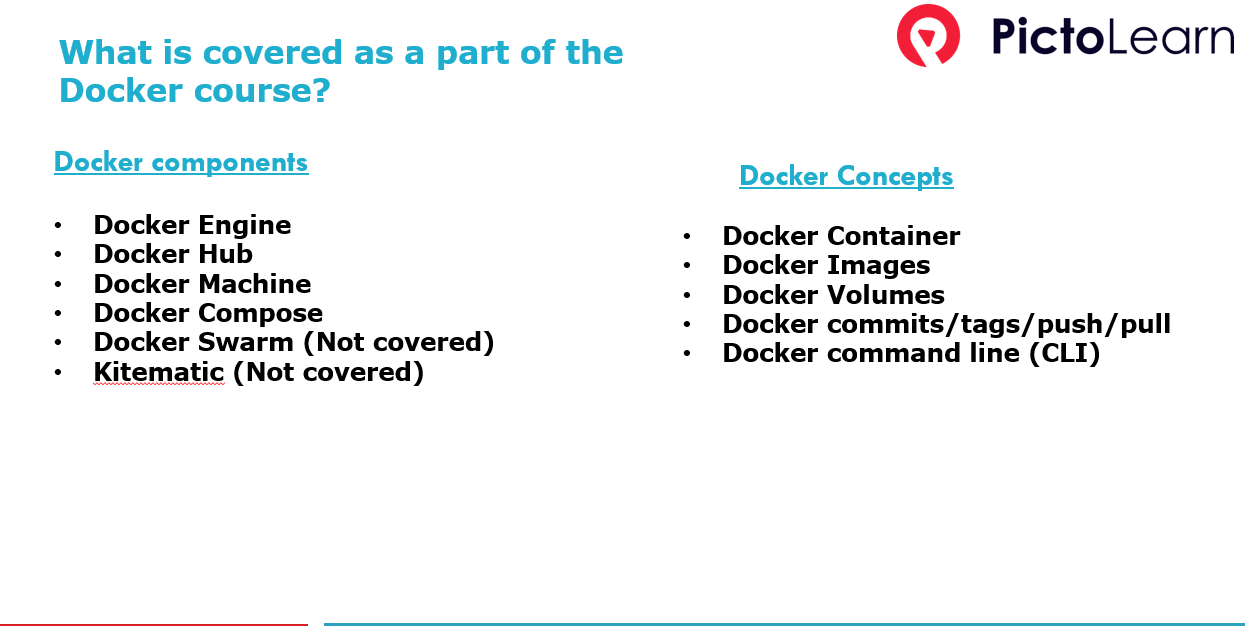 What is covered as a part of the
Docker course?
PictoLearn
Docker components
• Docker Engine
• Docker Hub
• Docker Machine
• Docker Compose
• Docker Swarm (Not covered)
• Kitematic (Not covered)
Docker Concepts
• Docker Container
• Docker Images
• Docker Volumes
• Docker commits/tags/push/pull
• Docker command line (CLI)